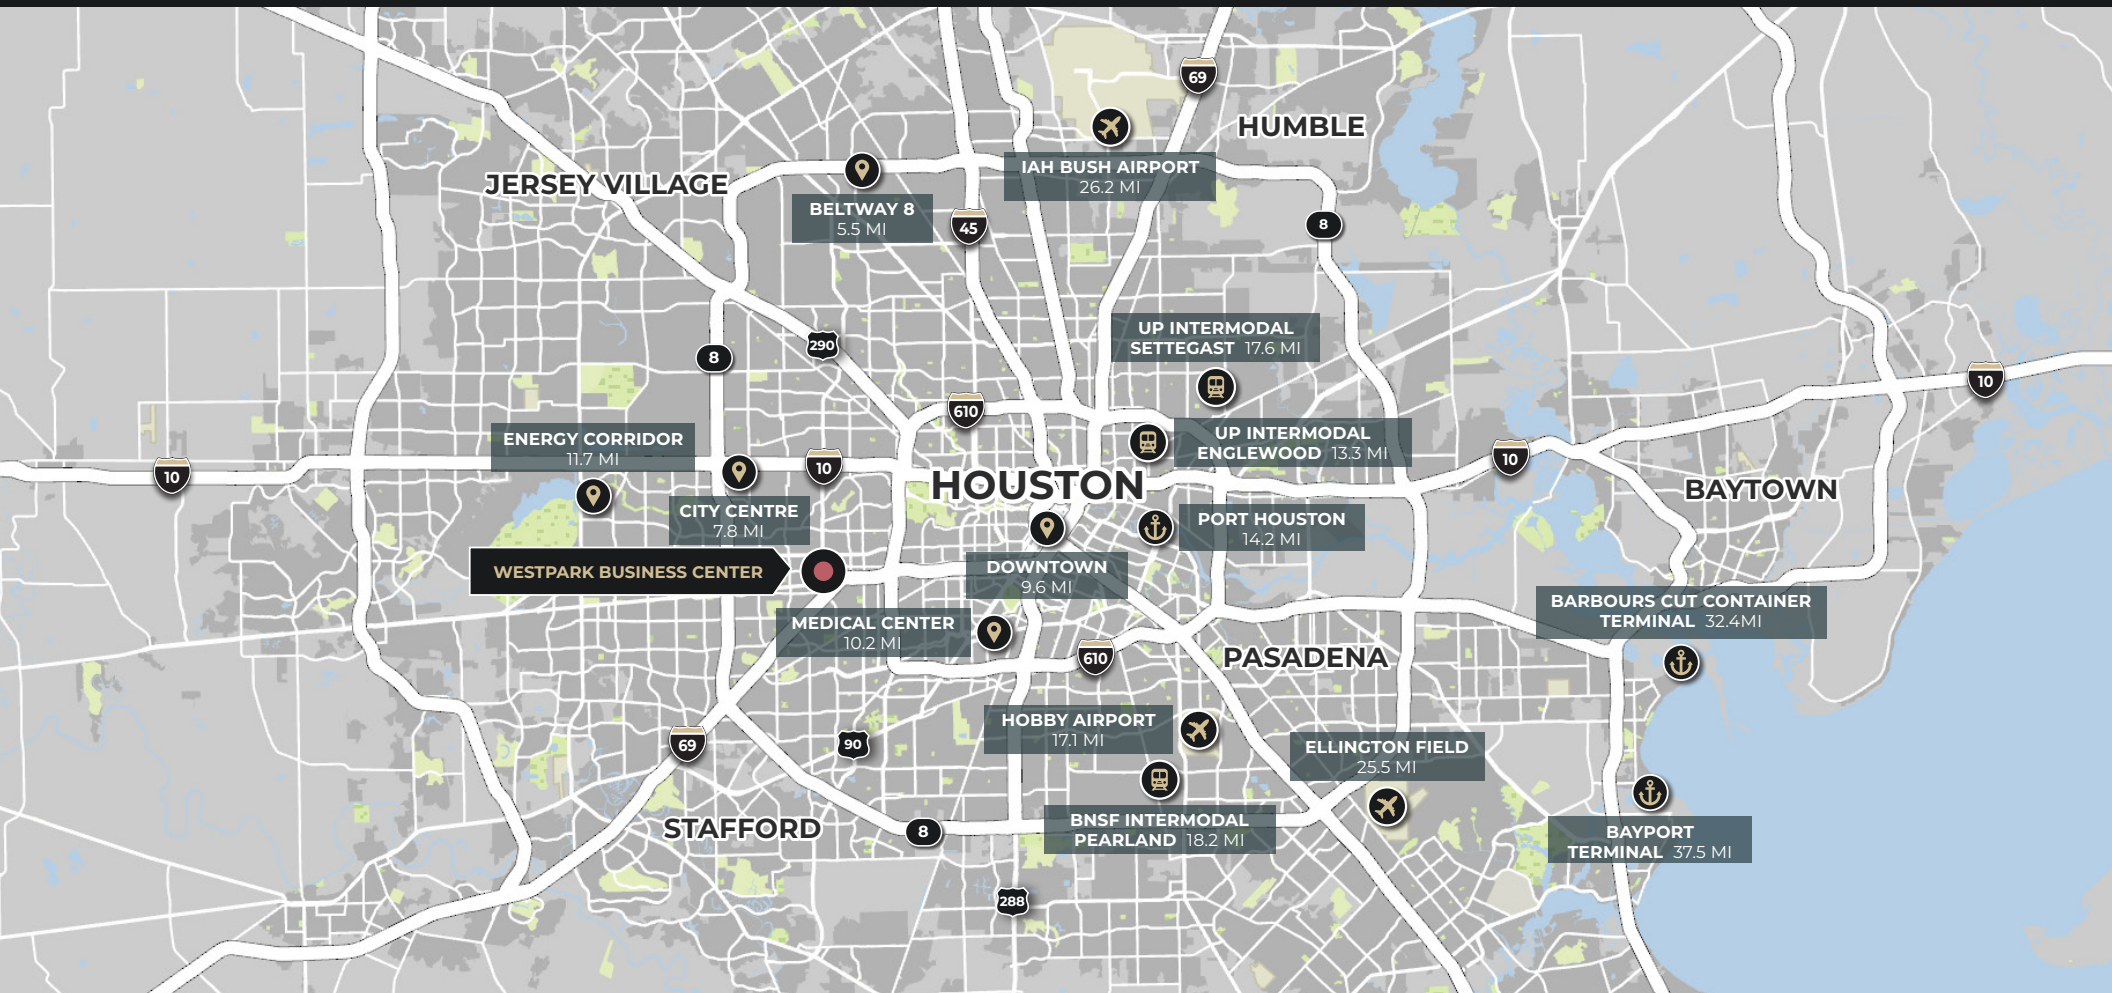 69
HUMBLE
IAH BUSH AIRPORT
26.2 MI
JERSEY VILLAGE
BELTWAY 8
5.5 MI
45
8
UP INTERMODAL
SETTEGAST 17.6 MI
290
8
10
610
ENERGY CORRIDOR
11.7 MI
UP INTERMODAL
ENGLEWOOD 13.3 MI
10
10
10
HOUSTON
BAYTOWN
CITY CENTRE
7.8 MI
PORT HOUSTON
14.2 MI
WESTPARK BUSINESS CENTER
DOWNTOWN
9.6 MI
BARBOURS CUT CONTAINER
TERMINAL 32.4MI
MEDICAL CENTER
10.2 MI
610
PASADENA
HOBBY AIRPORT
17.1 MI
69
90
ELLINGTON FIELD
25.5 MI
STAFFORD
8
BNSF INTERMODAL
PEARLAND 18.2 MI
BAYPORT
TERMINAL 37.5 MI
288